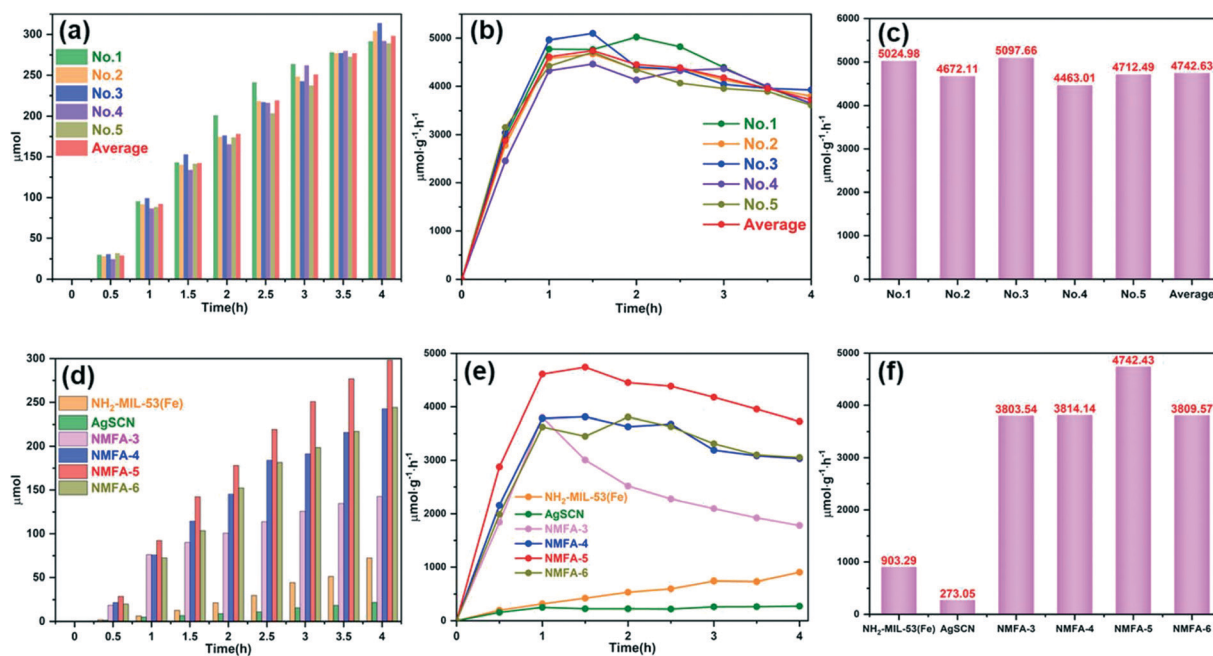 (a)
No.1
No.2
No.3
No.4
No.5
Average
300
250
200
150
100
50
0
μmol
0 0.5 1 1.5 2 2.5 3 3.5 4
Time(h)
(b)
5000
4000
3000
2000
1000
0
μmol·g⁻¹·h⁻¹
No.1
No.2
No.3
No.4
No.5
Average
0 1 2 3 4
Time(h)
(c)
6000
5000
4000
3000
2000
1000
0
μmol·g⁻¹·h⁻¹
5024.98
4672.11
5097.66
4463.01
4712.49
4742.63
No.1 No.2 No.3 No.4 No.5 Average
(d)
NH₂-MIL-53(Fe)
AgSCN
NMFA-3
NMFA-4
NMFA-5
NMFA-6
300
250
200
150
100
50
0
μmol
0 0.5 1 1.5 2 2.5 3 3.5 4
Time(h)
(e)
5000
4000
3000
2000
1000
0
μmol·g⁻¹·h⁻¹
NH₂-MIL-53(Fe)
AgSCN
NMFA-3
NMFA-4
NMFA-5
NMFA-6
0 1 2 3 4
Time(h)
(f)
5000
4000
3000
2000
1000
0
μmol·g⁻¹·h⁻¹
903.29
273.05
3803.54
3814.14
4742.43
3809.57
NH₂-MIL-53(Fe) AgSCN NMFA-3 NMFA-4 NMFA-5 NMFA-6